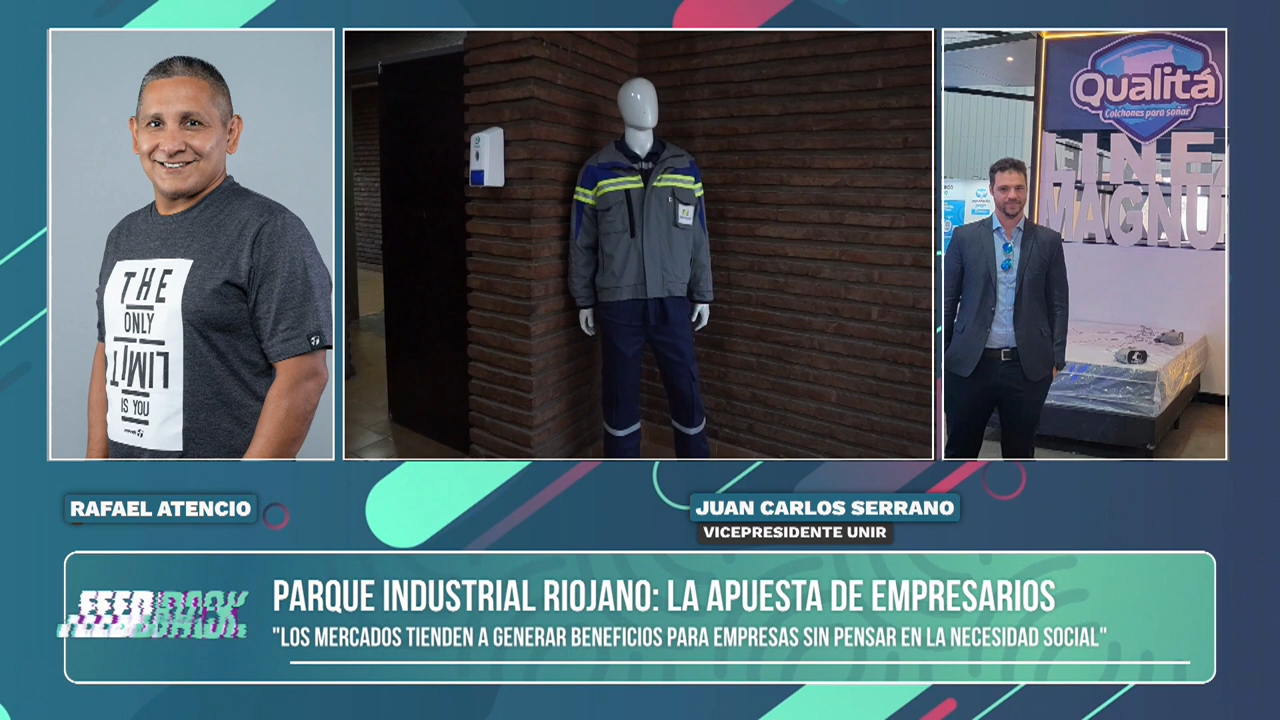 THE
ONLY
LIMIT
IS YOU
Qualitá
Colchones para soñar
LINEA
MAGNU
RAFAEL ATENCIO
JUAN CARLOS SERRANO
VICEPRESIDENTE UNIR
FEEDBACK
PARQUE INDUSTRIAL RIOJANO: LA APUESTA DE EMPRESARIOS
"LOS MERCADOS TIENDEN A GENERAR BENEFICIOS PARA EMPRESAS SIN PENSAR EN LA NECESIDAD SOCIAL"